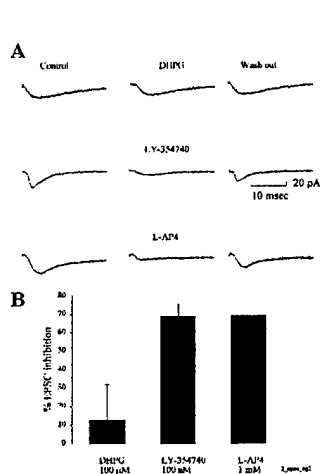 A
Control DHPG Wash out
LY-354740
20 pA
10 msec
L-AP4
B
80
70
60
50
40
30
20
10
0
% EPSC inhibition
DHPG LY-354740 L-AP4
100 µM 100 nM 1 mM